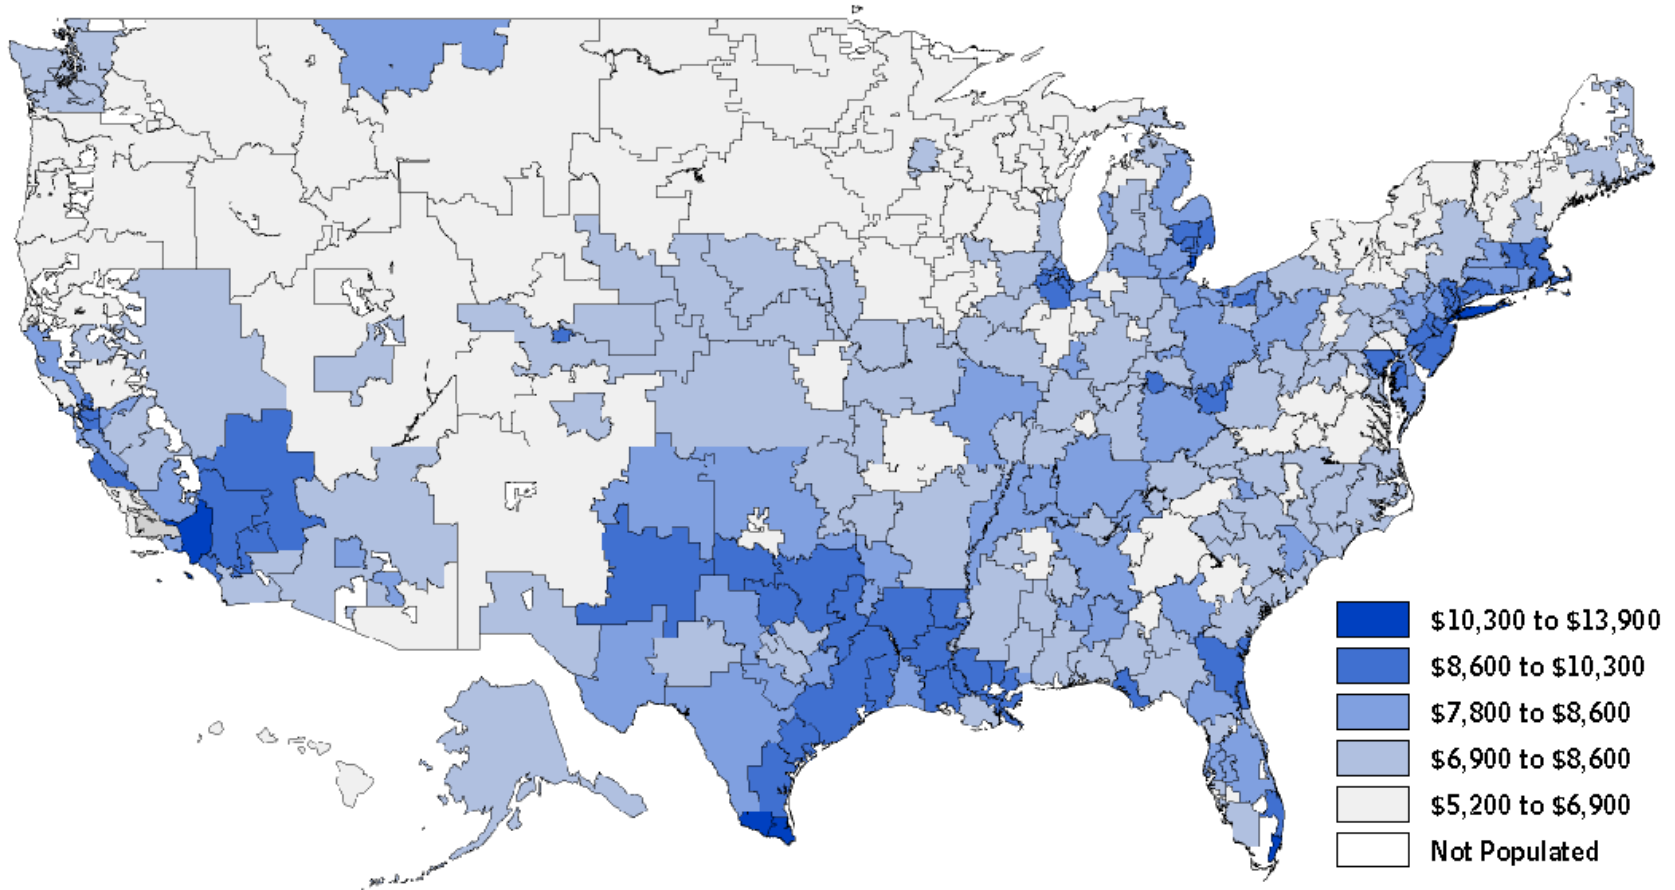 $10,300 to $13,900
$8,600 to $10,300
$7,800 to $8,600
$6,900 to $8,600
$5,200 to $6,900
Not Populated